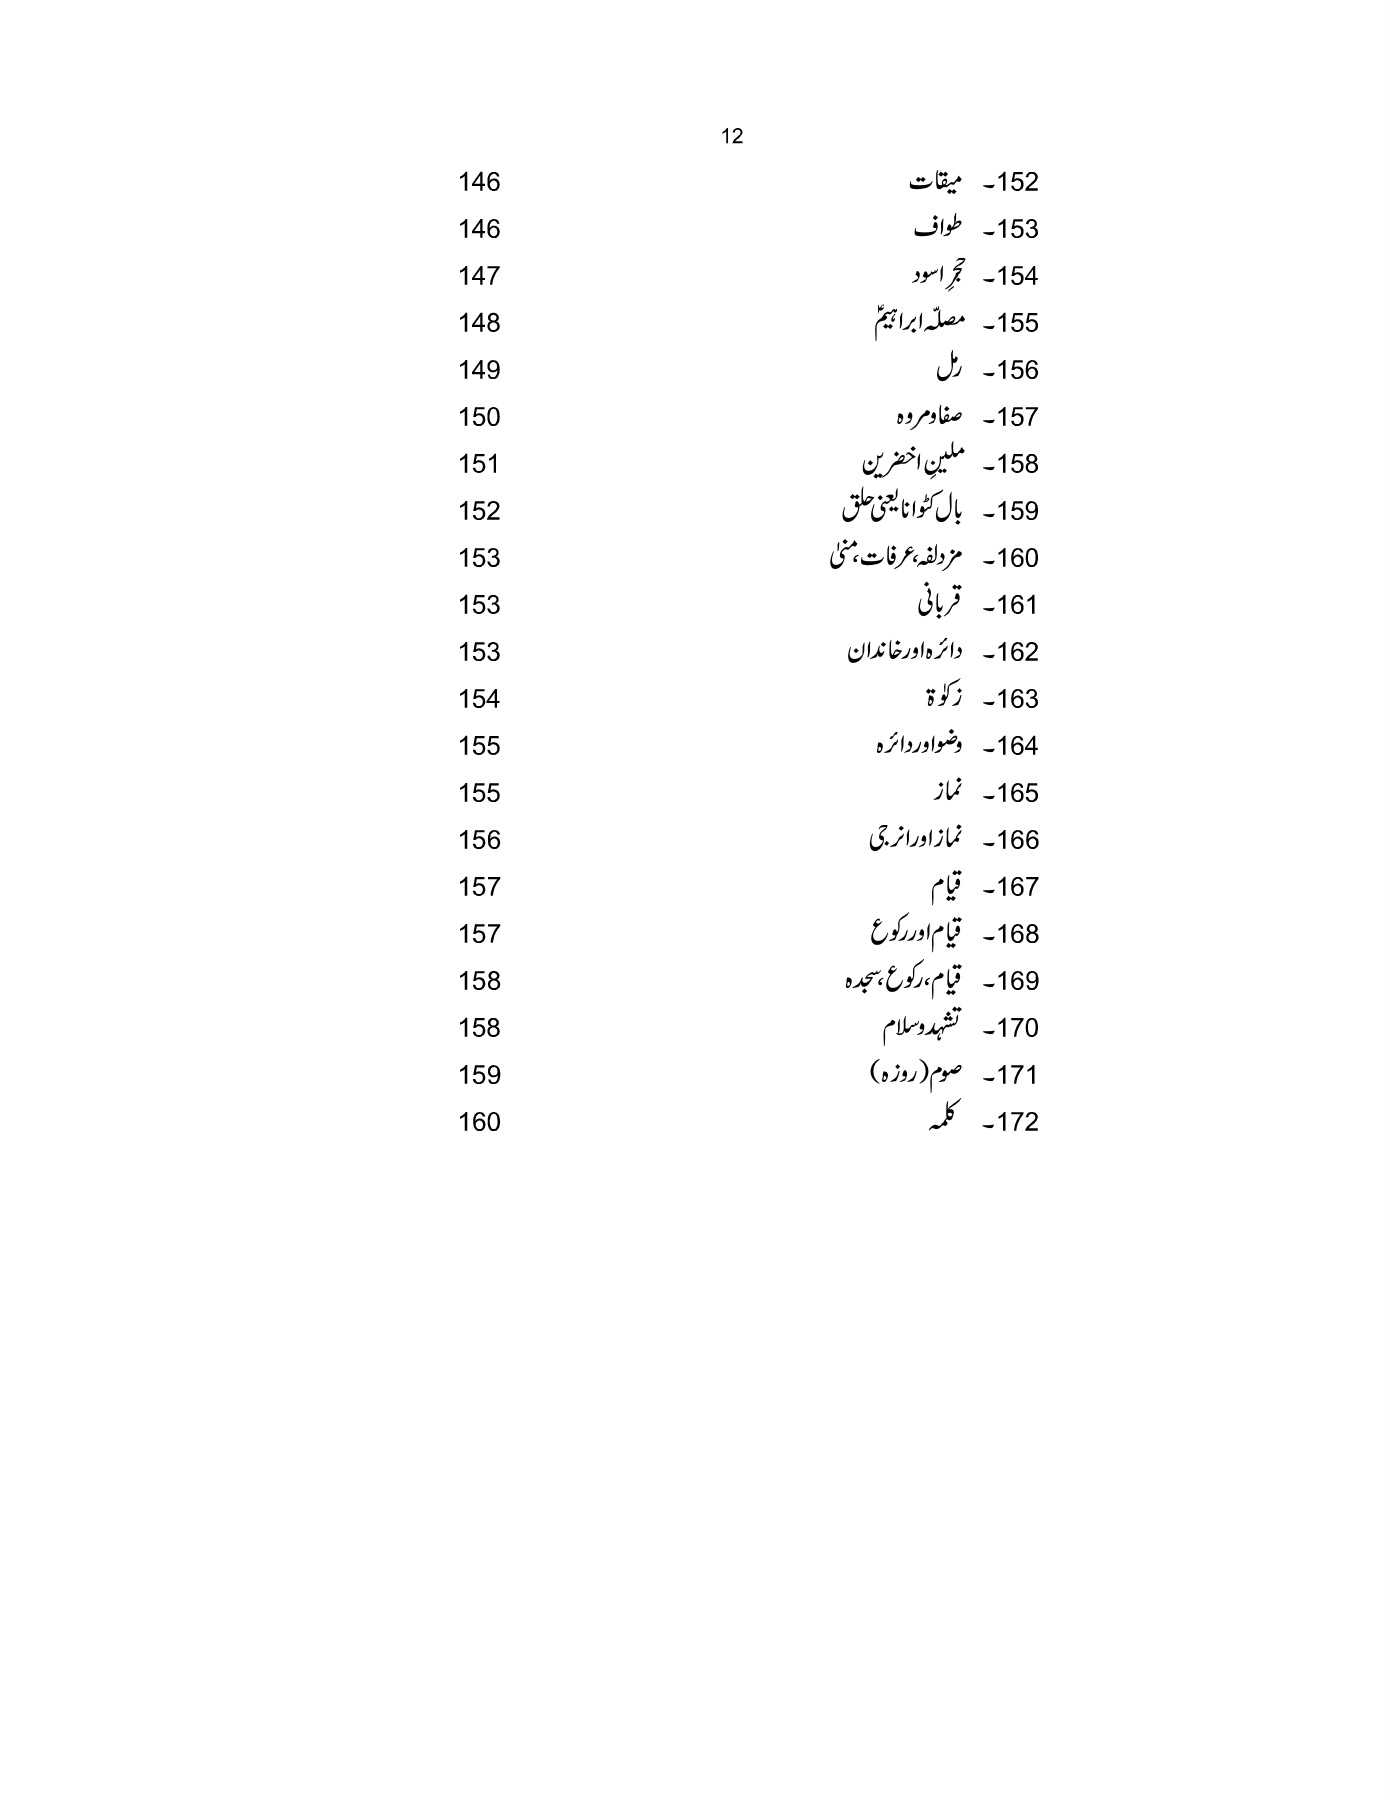 12
152۔ میقات 146
153۔ طواف 146
154۔ حجرِ اسود 147
155۔ مصلّہ ابراہیمؑ 148
156۔ رمل 149
157۔ صفا و مروہ 150
158۔ ملینِ اخضرین 151
159۔ بال کٹوانا یعنی حلق 152
160۔ مزدلفہ، عرفات، منیٰ 153
161۔ قربانی 153
162۔ دائرہ اور خاندان 153
163۔ زکوٰۃ 154
164۔ وضو اور دائرہ 155
165۔ نماز 155
166۔ نماز اور انرجی 156
167۔ قیام 157
168۔ قیام اور رکوع 157
169۔ قیام، رکوع، سجدہ 158
170۔ تشہد و سلام 158
171۔ صوم (روزہ) 159
172۔ کلمہ 160